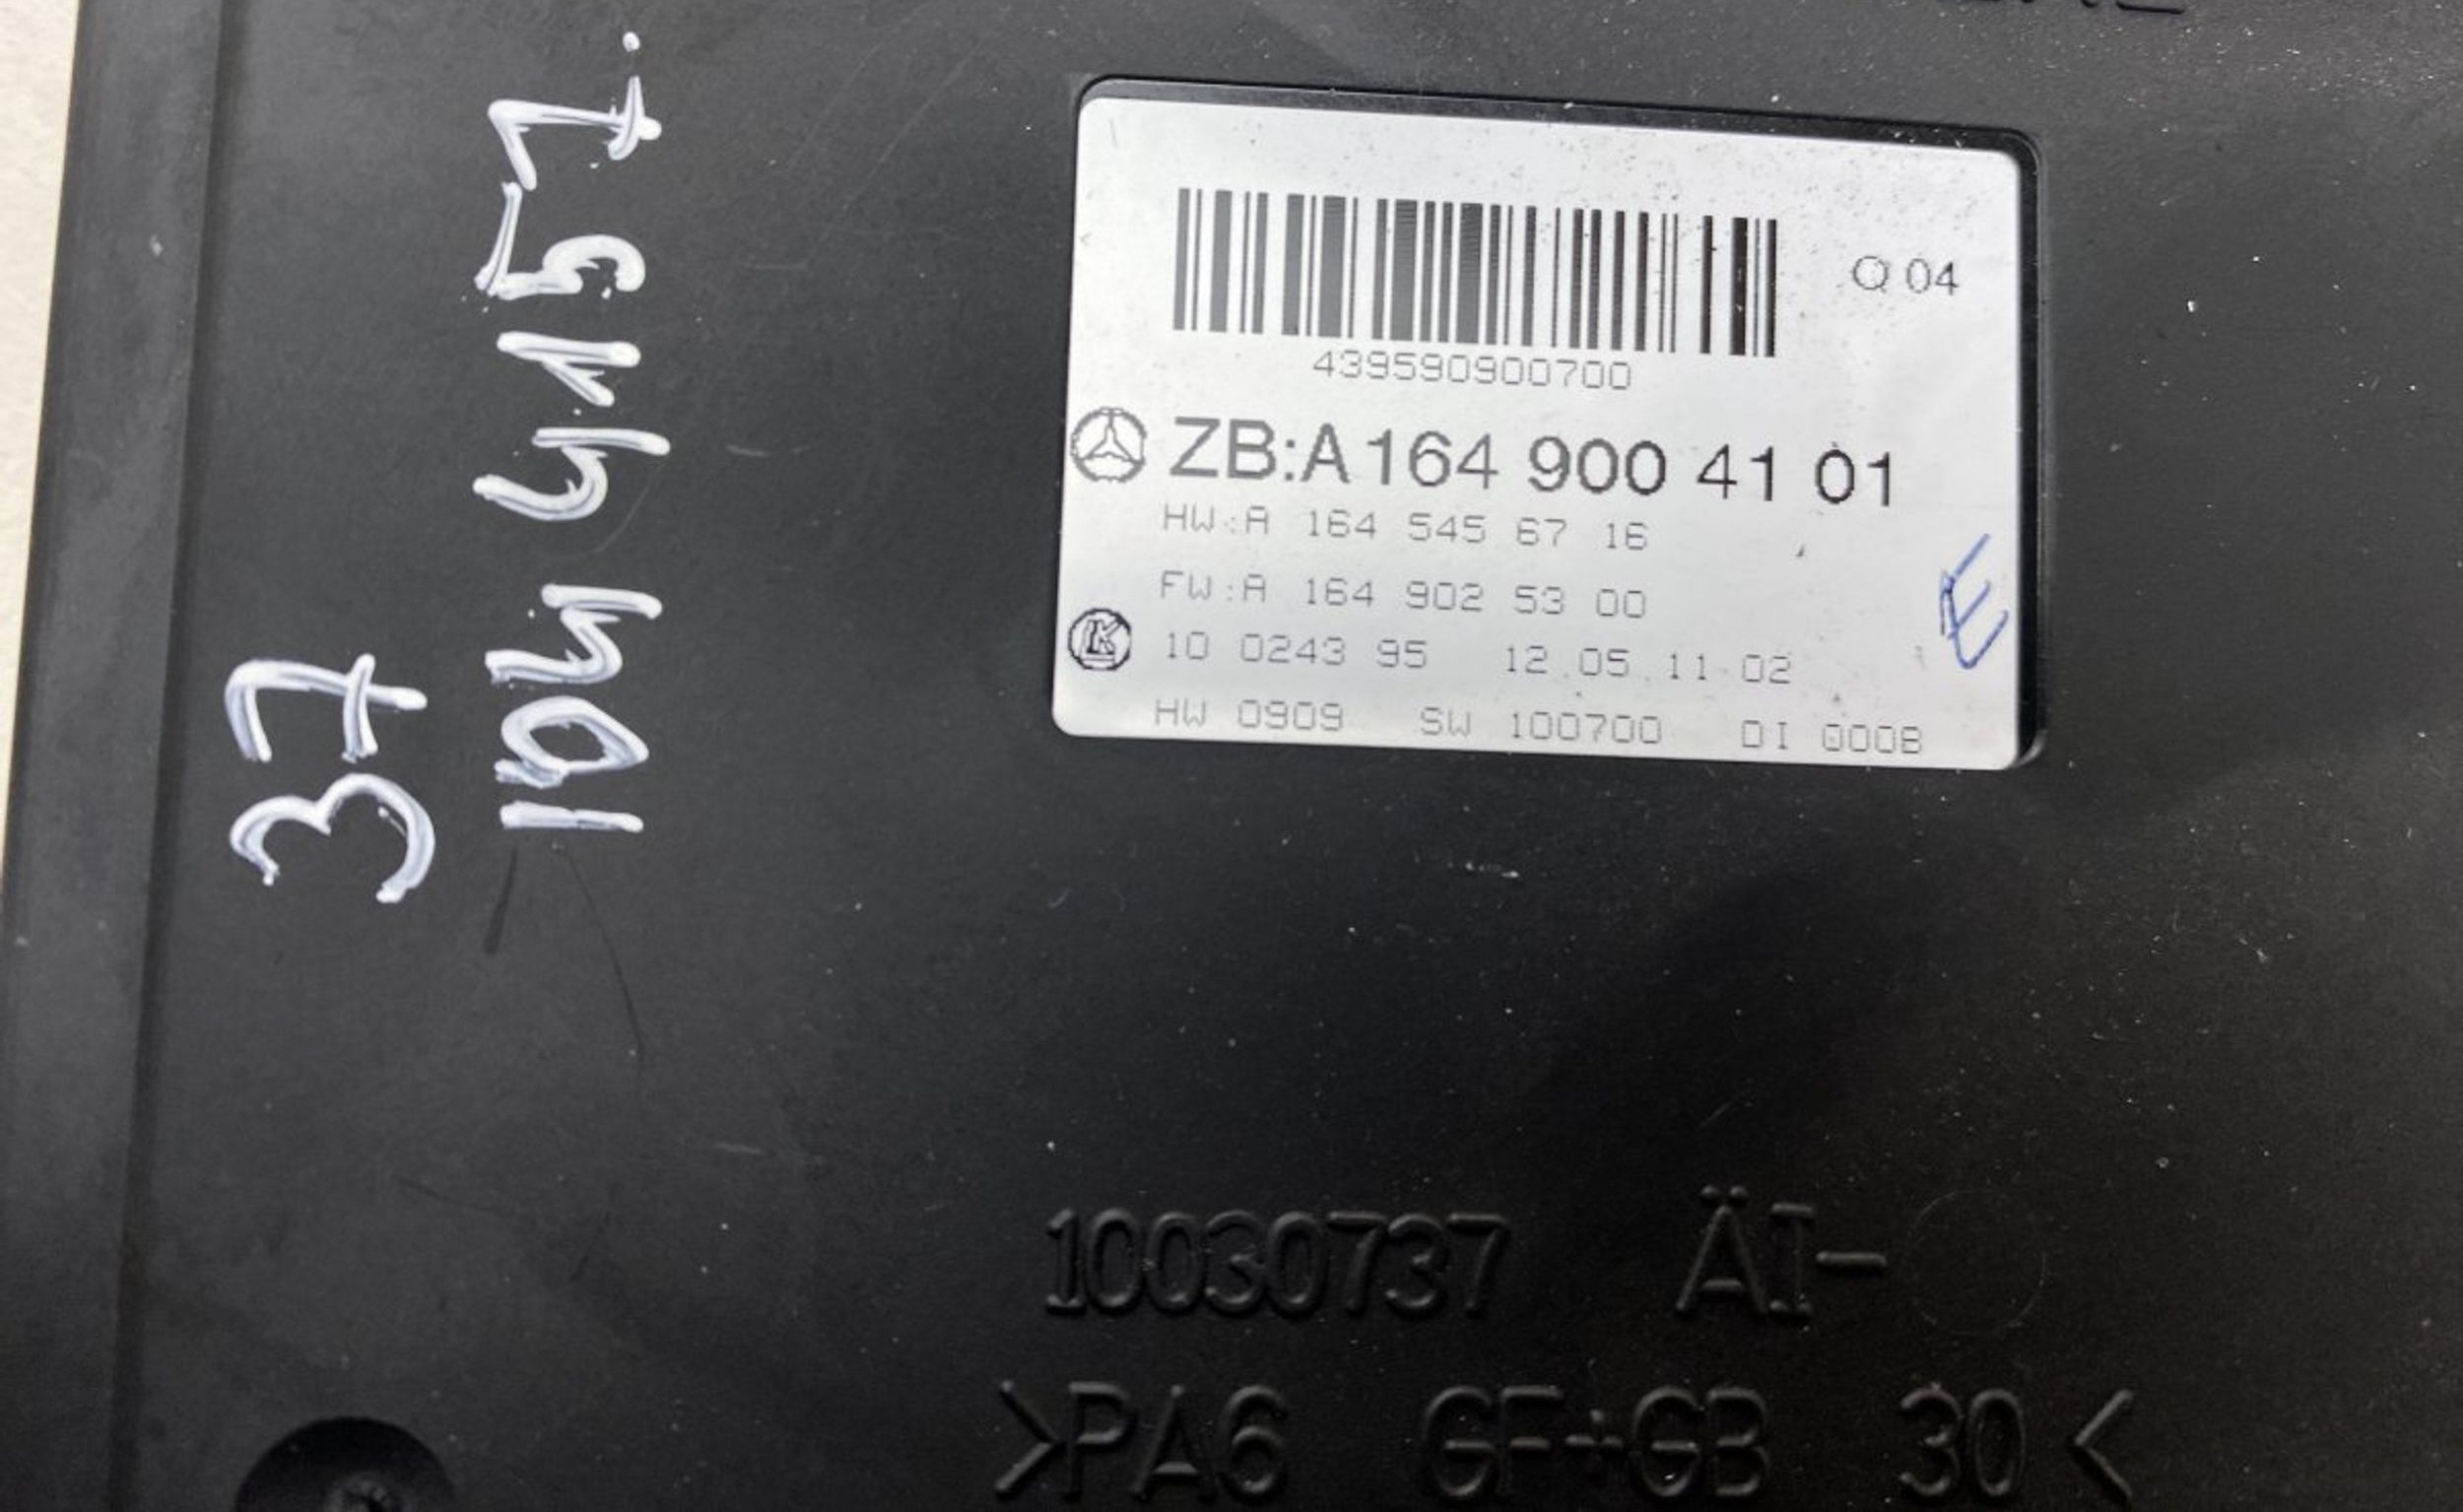 Q 04
439590900700
ZB:A 164 900 41 01
HW:A 164 545 67 16
FW:A 164 902 53 00
LK
10 0243 95 12.05.11 02
HW 0909 SW 100700 DI 0008
E
37
10030737 ÄI-
>PA6 GF+GB 30<